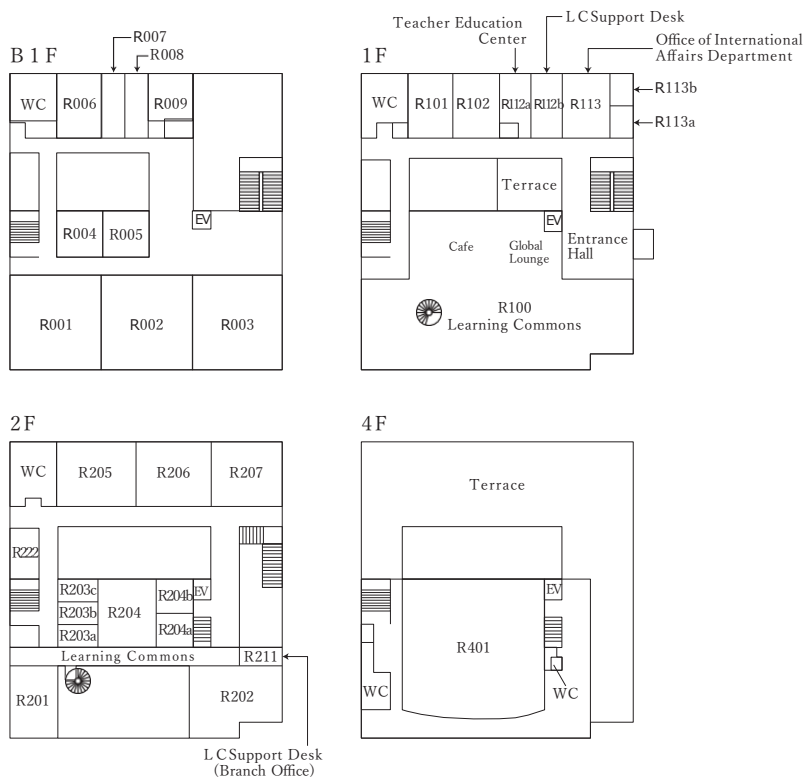 B 1 F
R007
R008
WC
R006
R009
EV
R004
R005
R001
R002
R003
1F
Teacher Education
Center
L C Support Desk
Office of International
Affairs Department
WC
R101
R102
R112a
R112b
R113
R113b
R113a
Terrace
EV
Cafe
Global
Lounge
Entrance
Hall
R100
Learning Commons
2F
WC
R205
R206
R207
R222
R203c
R203b
R203a
R204
R204b
R204a
EV
Learning Commons
R211
R201
R202
L C Support Desk
(Branch Office)
4F
Terrace
EV
R401
WC
WC